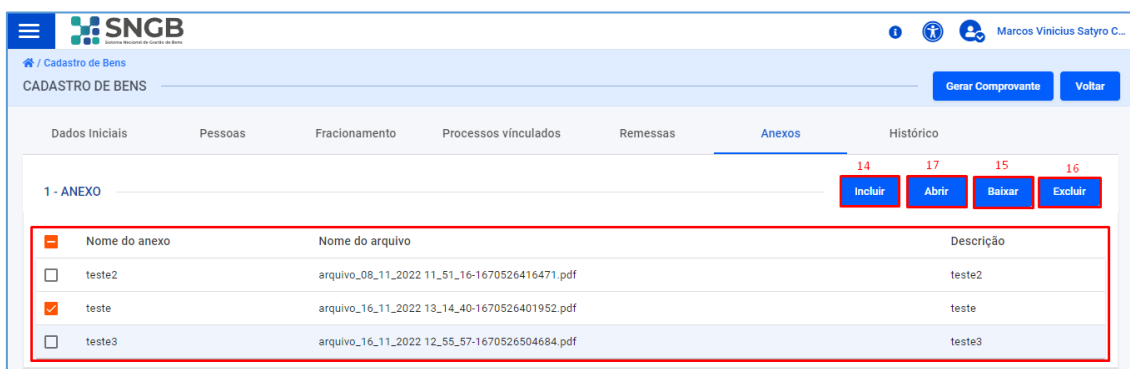 SNGB
Sistema Nacional de Gestão de Bens
Marcos Vinicius Satyro C...
/ Cadastro de Bens
CADASTRO DE BENS
Gerar Comprovante Voltar
Dados Iniciais Pessoas Fracionamento Processos vínculados Remessas Anexos Histórico
14 17 15 16
1 - ANEXO Incluir Abrir Baixar Excluir
Nome do anexo Nome do arquivo Descrição
teste2 arquivo_08_11_2022 11_51_16-1670526416471.pdf teste2
teste arquivo_16_11_2022 13_14_40-1670526401952.pdf teste
teste3 arquivo_16_11_2022 12_55_57-1670526504684.pdf teste3